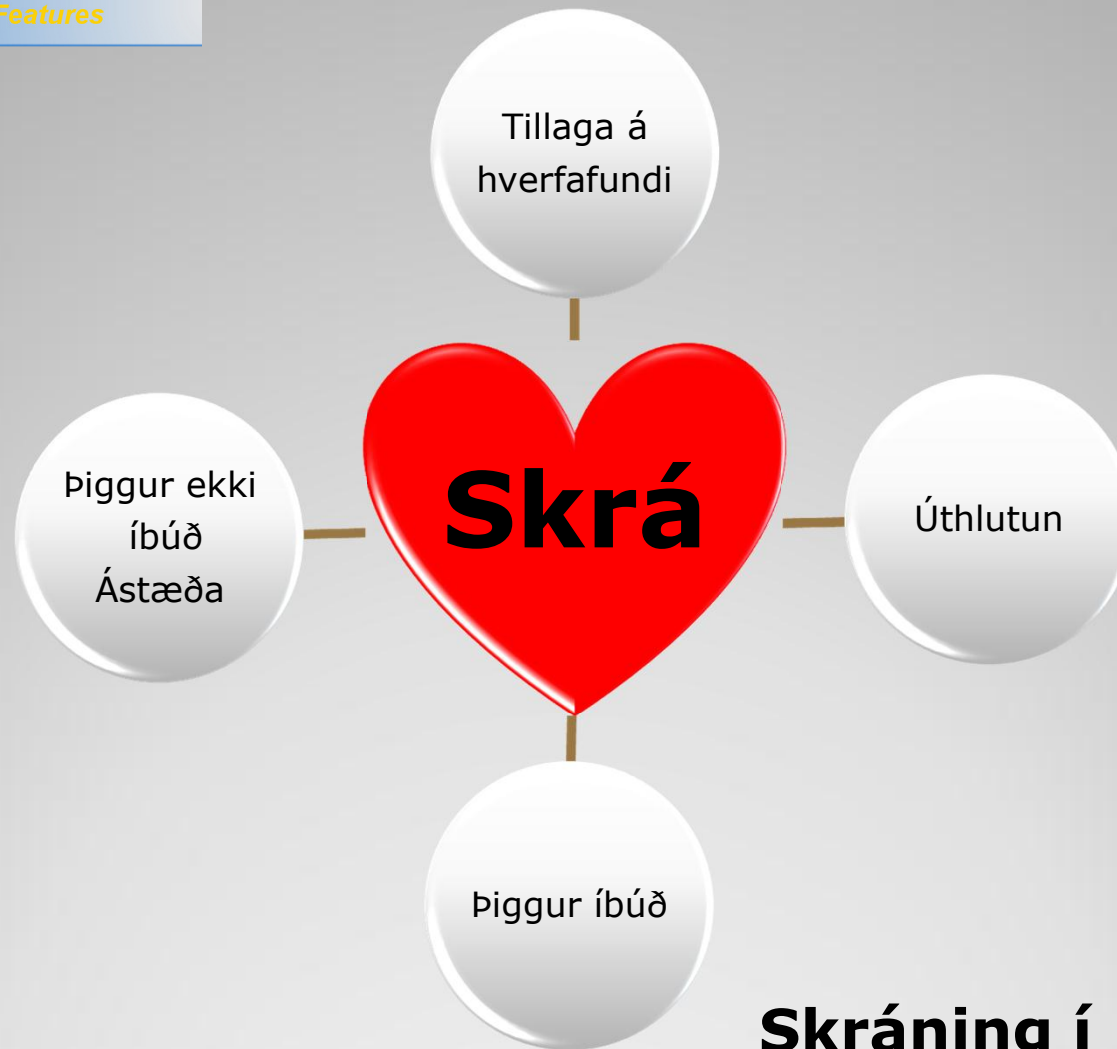 Features
Tillaga á
hverfafundi
Þiggur ekki
íbúð
Ástæða
Skrá
Úthlutun
Þiggur íbúð
Skráning í